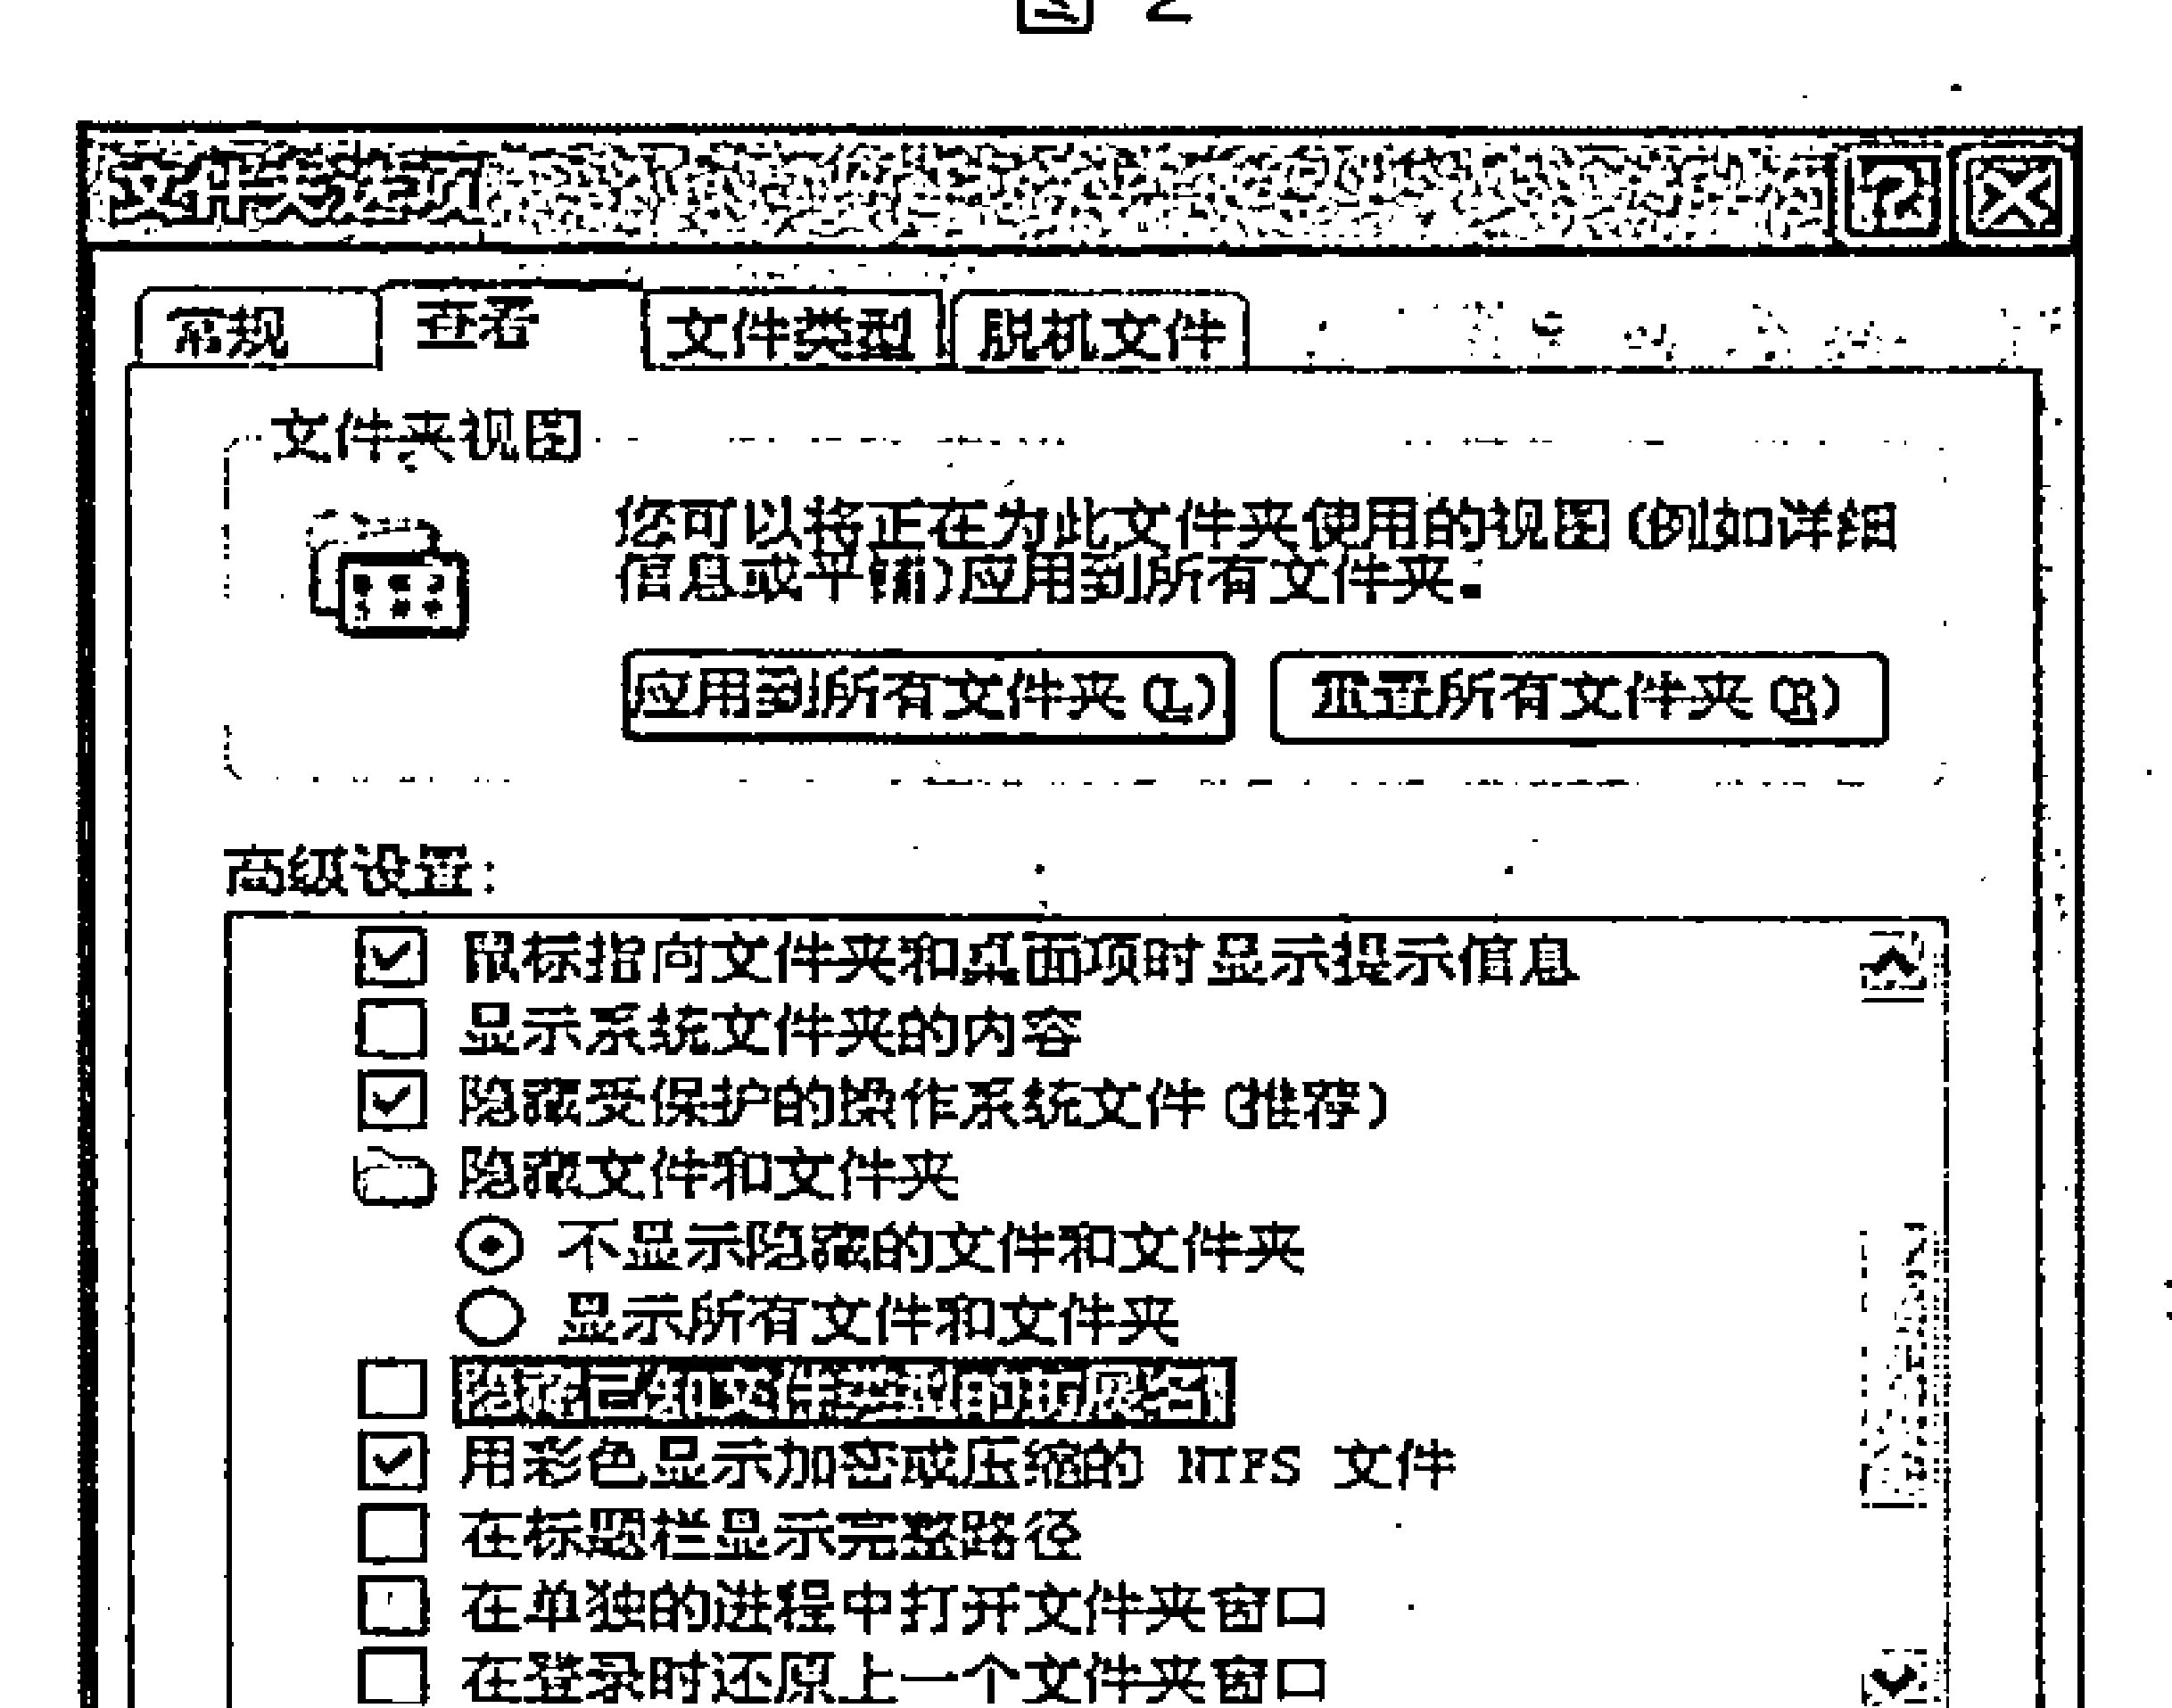 图 2
文件夹选项
常规 查看 文件类型 脱机文件
文件夹视图
您可以将正在为此文件夹使用的视图(例如详细
信息或平铺)应用到所有文件夹。
应用到所有文件夹(L) 重置所有文件夹(R)
高级设置:
鼠标指向文件夹和桌面项时显示提示信息
显示系统文件夹的内容
隐藏受保护的操作系统文件(推荐)
隐藏文件和文件夹
不显示隐藏的文件和文件夹
显示所有文件和文件夹
隐藏已知文件类型的扩展名
用彩色显示加密或压缩的 NTFS 文件
在标题栏显示完整路径
在单独的进程中打开文件夹窗口
在登录时还原上一个文件夹窗口